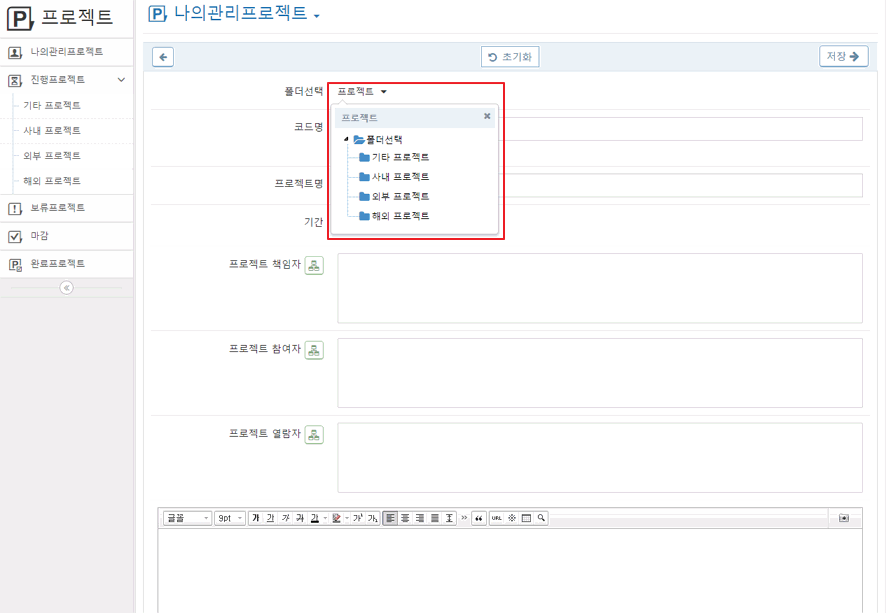 프로젝트
나의관리프로젝트
진행프로젝트
기타 프로젝트
사내 프로젝트
외부 프로젝트
해외 프로젝트
보류프로젝트
마감
완료프로젝트
나의관리프로젝트
초기화
저장
폴더선택 프로젝트
프로젝트
폴더선택
기타 프로젝트
사내 프로젝트
외부 프로젝트
해외 프로젝트
코드명
프로젝트명
기간
프로젝트 책임자
프로젝트 참여자
프로젝트 열람자
글꼴 9pt 가 가 가 가 가 가 가 URL